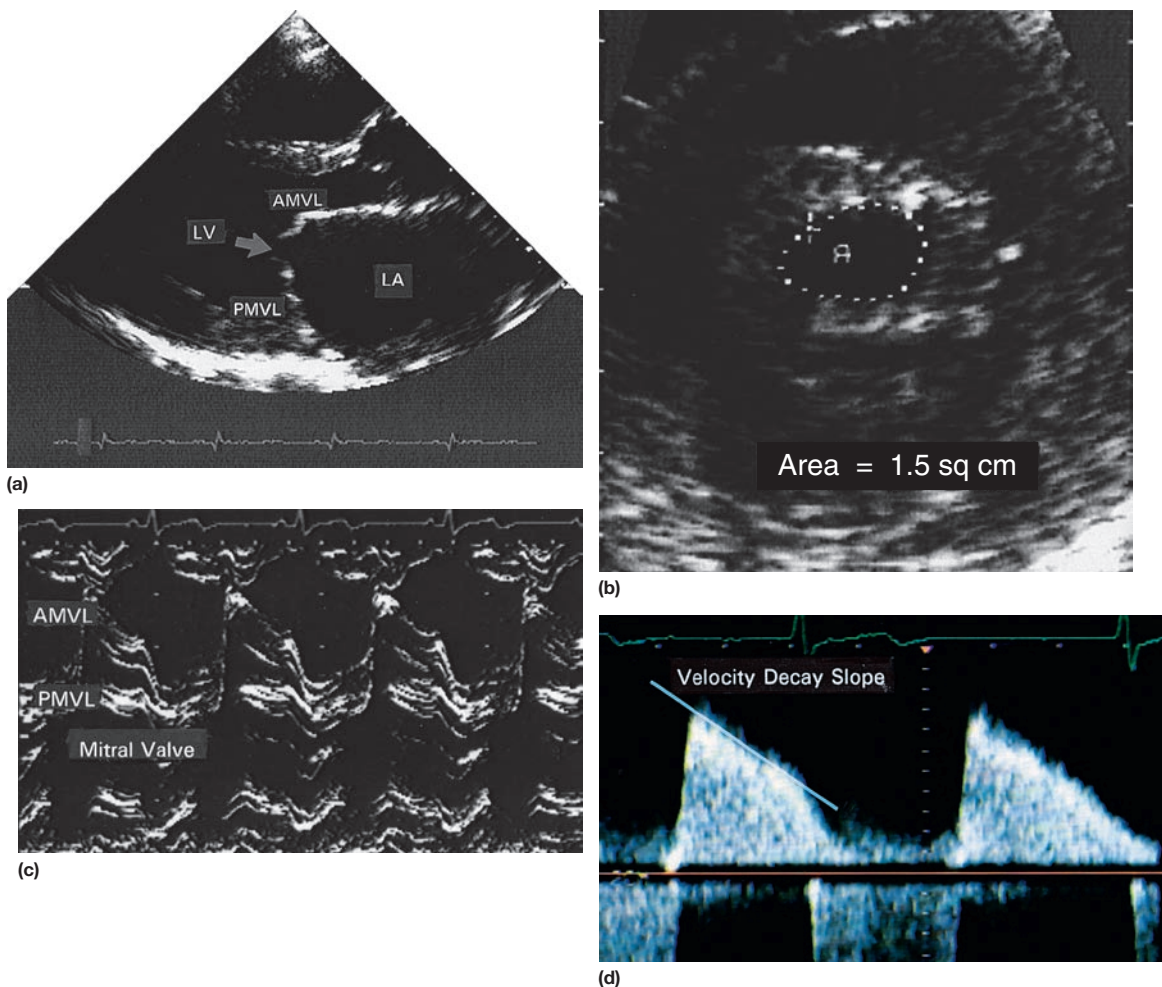 AMVL
LV
LA
PMVL
(a)
A
Area = 1.5 sq cm
(b)
AMVL
PMVL
Mitral Valve
(c)
Velocity Decay Slope
(d)